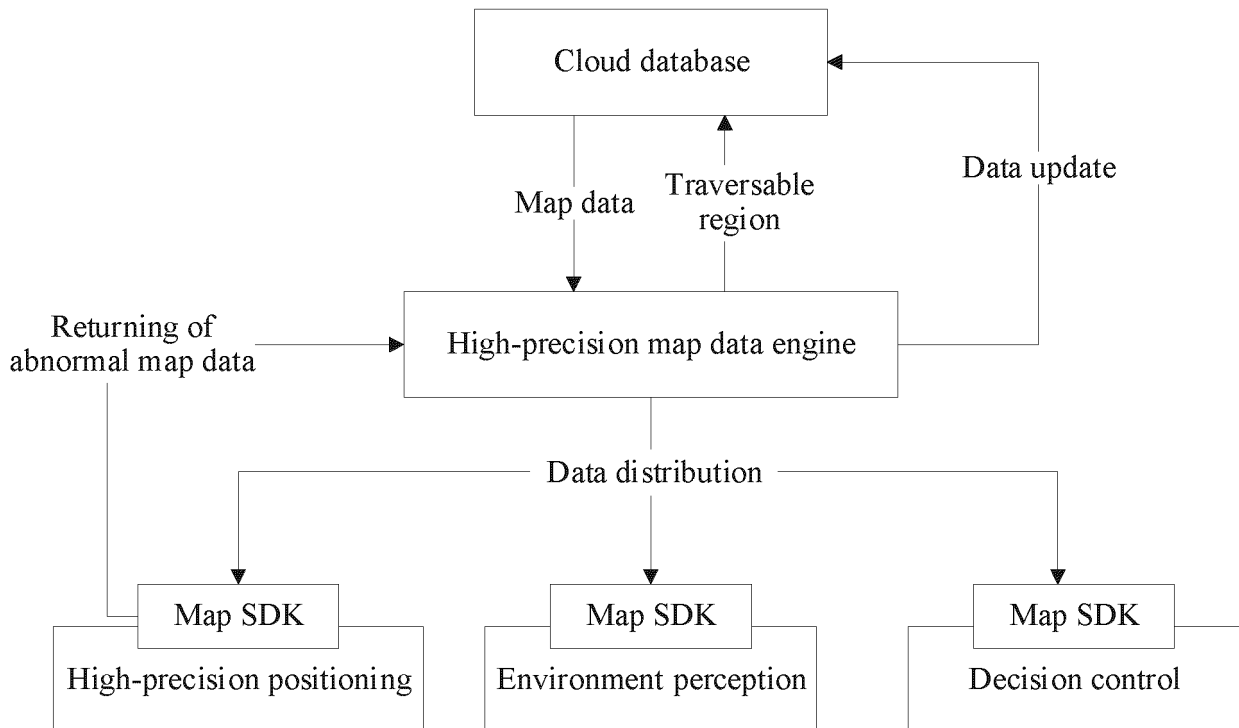 Cloud database
Data update
Traversable
region
Map data
Returning of
abnormal map data
High-precision map data engine
Data distribution
Map SDK
Map SDK
Map SDK
High-precision positioning
Environment perception
Decision control